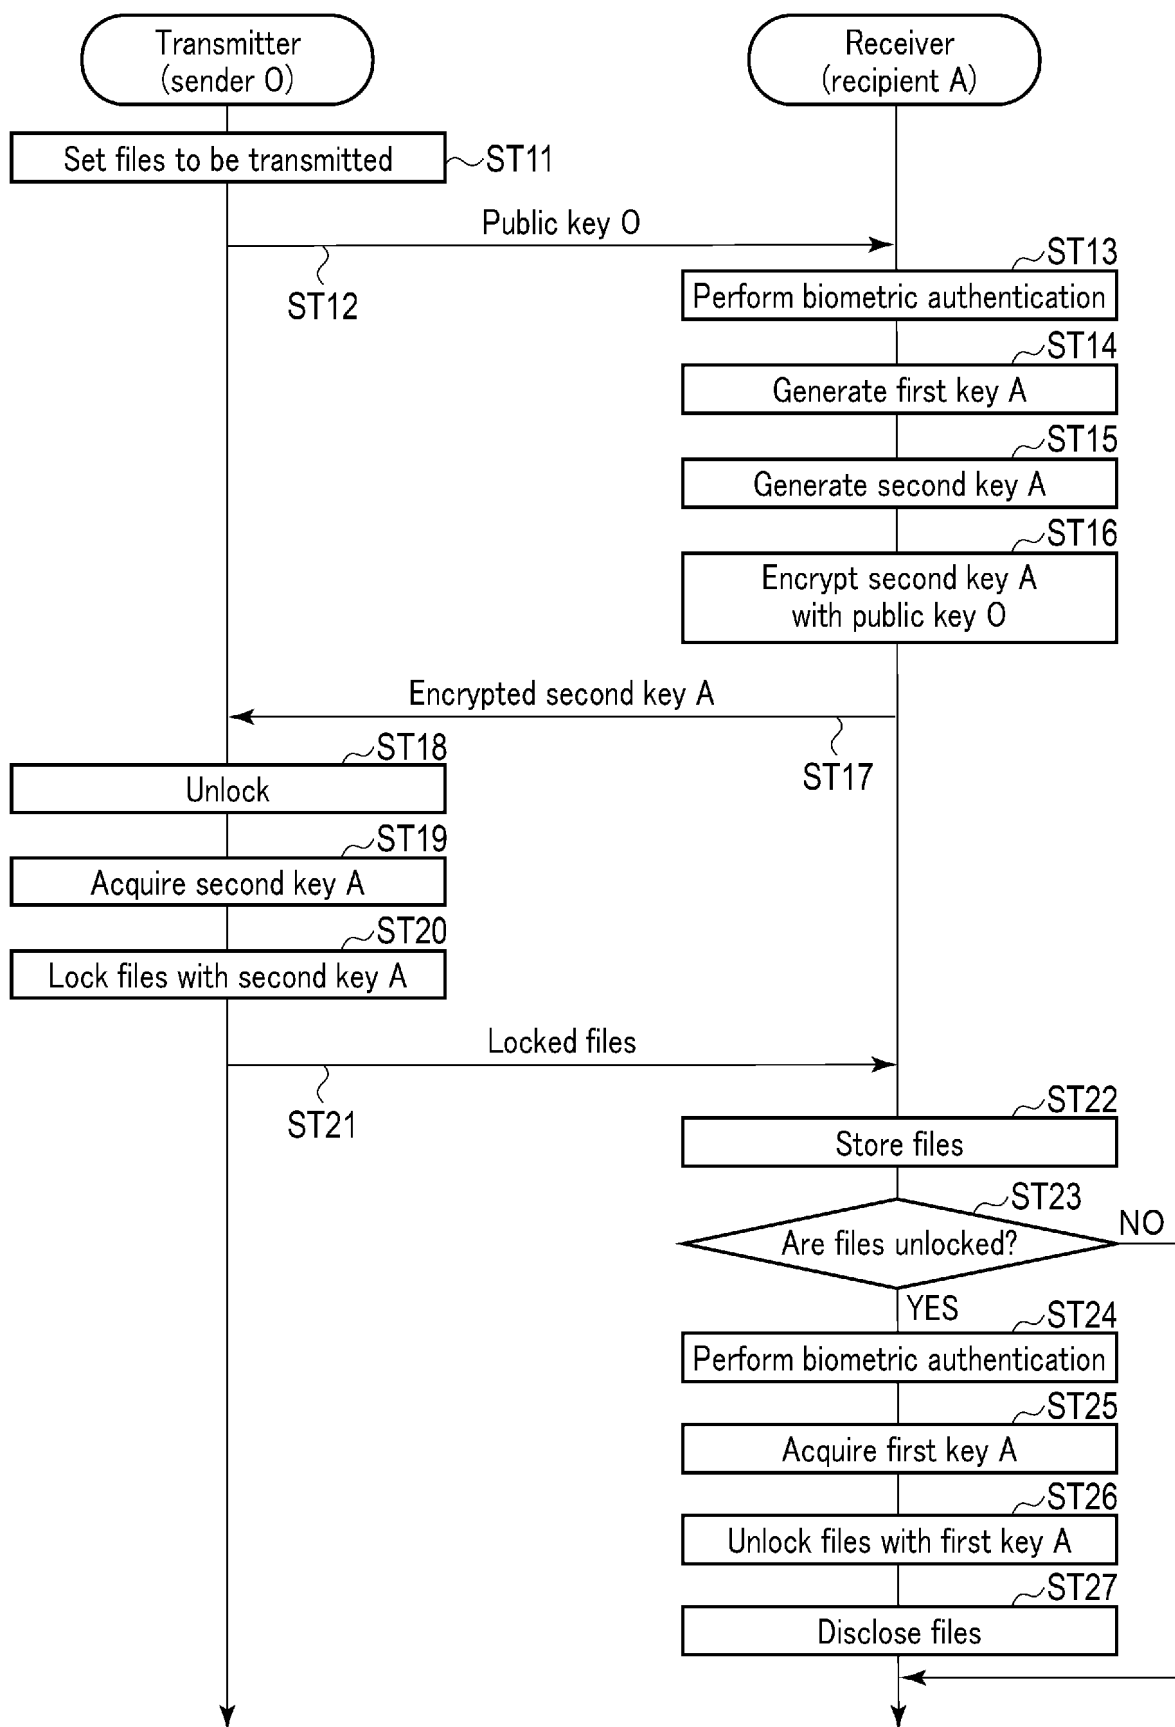 Transmitter
(sender O)
Receiver
(recipient A)
Set files to be transmitted
ST11
Public key O
ST12
ST13
Perform biometric authentication
ST14
Generate first key A
ST15
Generate second key A
ST16
Encrypt second key A
with public key O
Encrypted second key A
ST17
ST18
Unlock
ST19
Acquire second key A
ST20
Lock files with second key A
Locked files
ST21
ST22
Store files
ST23
Are files unlocked?
NO
YES
ST24
Perform biometric authentication
ST25
Acquire first key A
ST26
Unlock files with first key A
ST27
Disclose files